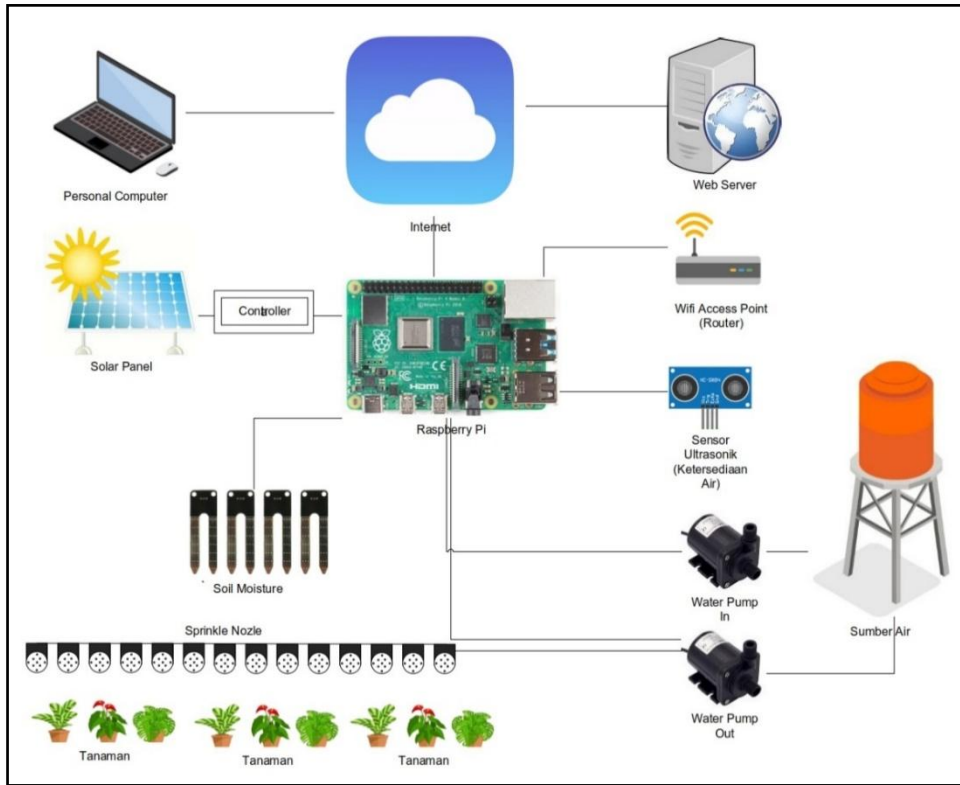 Personal Computer
Internet
Web Server
Controller
Solar Panel
Wifi Access Point
(Router)
HDMI
Raspberry Pi
Sensor
Ultrasonik
(Ketersediaan
Air)
Soil Moisture
Water Pump
In
Sumber Air
Sprinkle Nozle
Water Pump
Out
Tanaman
Tanaman
Tanaman